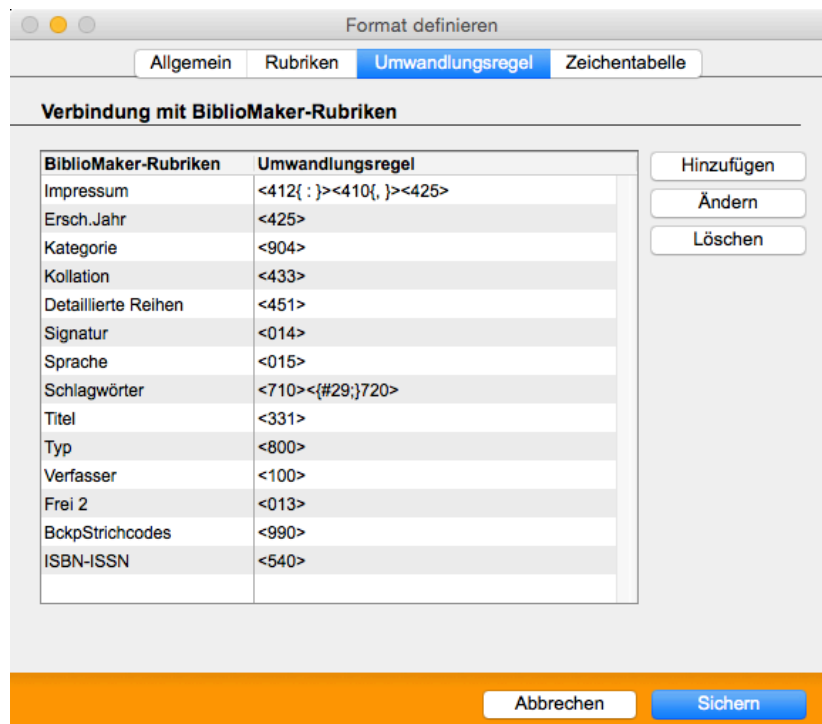 Format definieren
Allgemein Rubriken Umwandlungsregel Zeichentabelle
Verbindung mit BiblioMaker-Rubriken
BiblioMaker-Rubriken Umwandlungsregel
Impressum <412{ : }><410{, }><425>
Ersch.Jahr <425>
Kategorie <904>
Kollation <433>
Detaillierte Reihen <451>
Signatur <014>
Sprache <015>
Schlagwörter <710><{#29;}720>
Titel <331>
Typ <800>
Verfasser <100>
Frei 2 <013>
BckpStrichcodes <990>
ISBN-ISSN <540>
Hinzufügen
Ändern
Löschen
Abbrechen Sichern